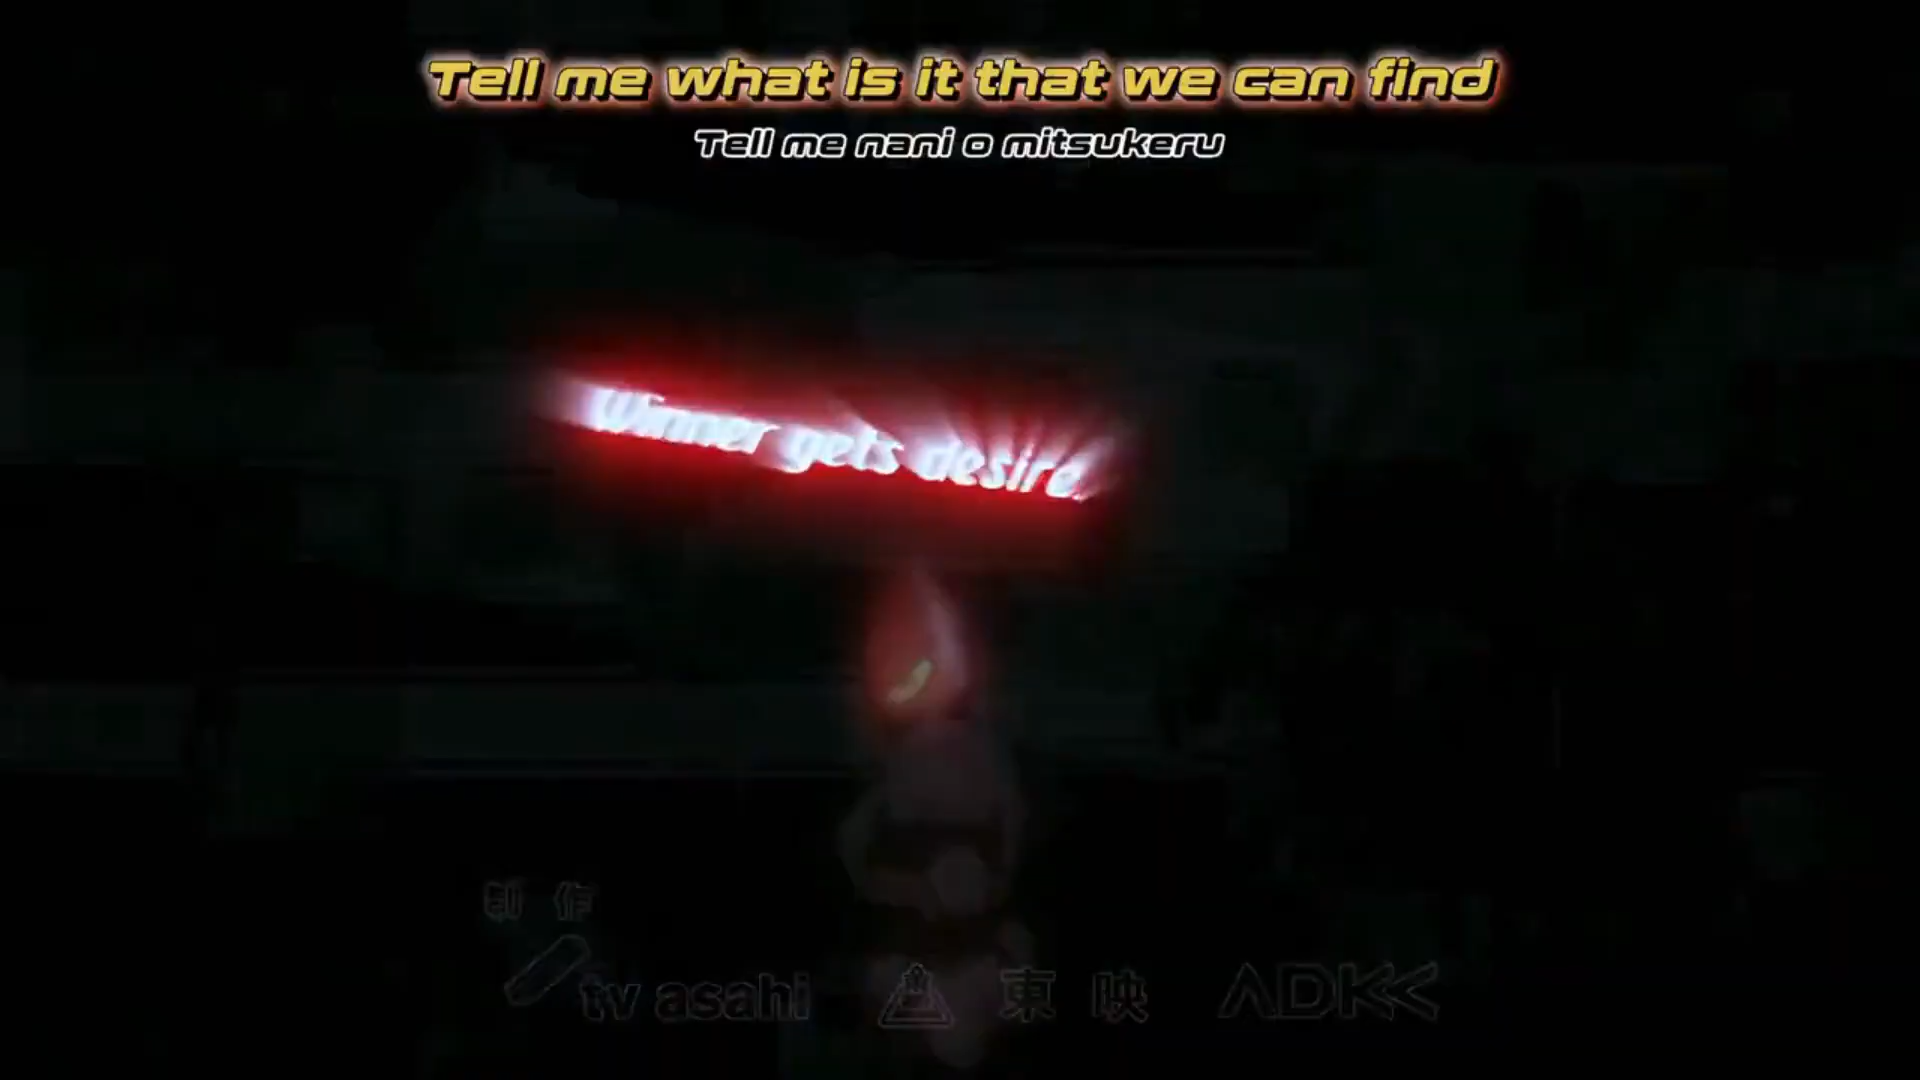 Tell me what is it that we can find
Tell me nani o mitsukeru
Winner gets desire.
制作
tv asahi 東映 ADK